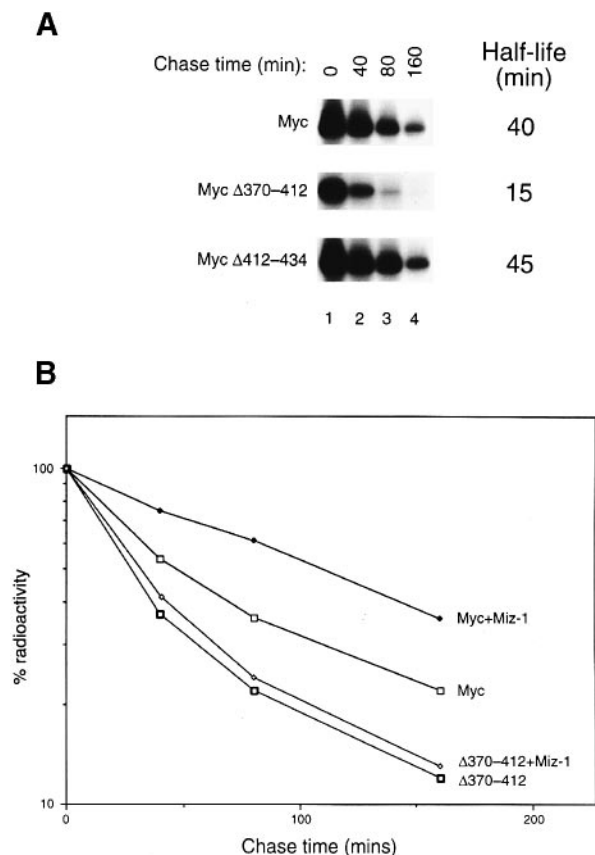 A
Chase time (min): 0 40 80 160
Half-life
(min)
Myc 40
Myc Δ370–412 15
Myc Δ412–434 45
1 2 3 4
B
100
10
% radioactivity
0 100 200
Chase time (mins)
Myc+Miz-1
Myc
Δ370–412+Miz-1
Δ370–412